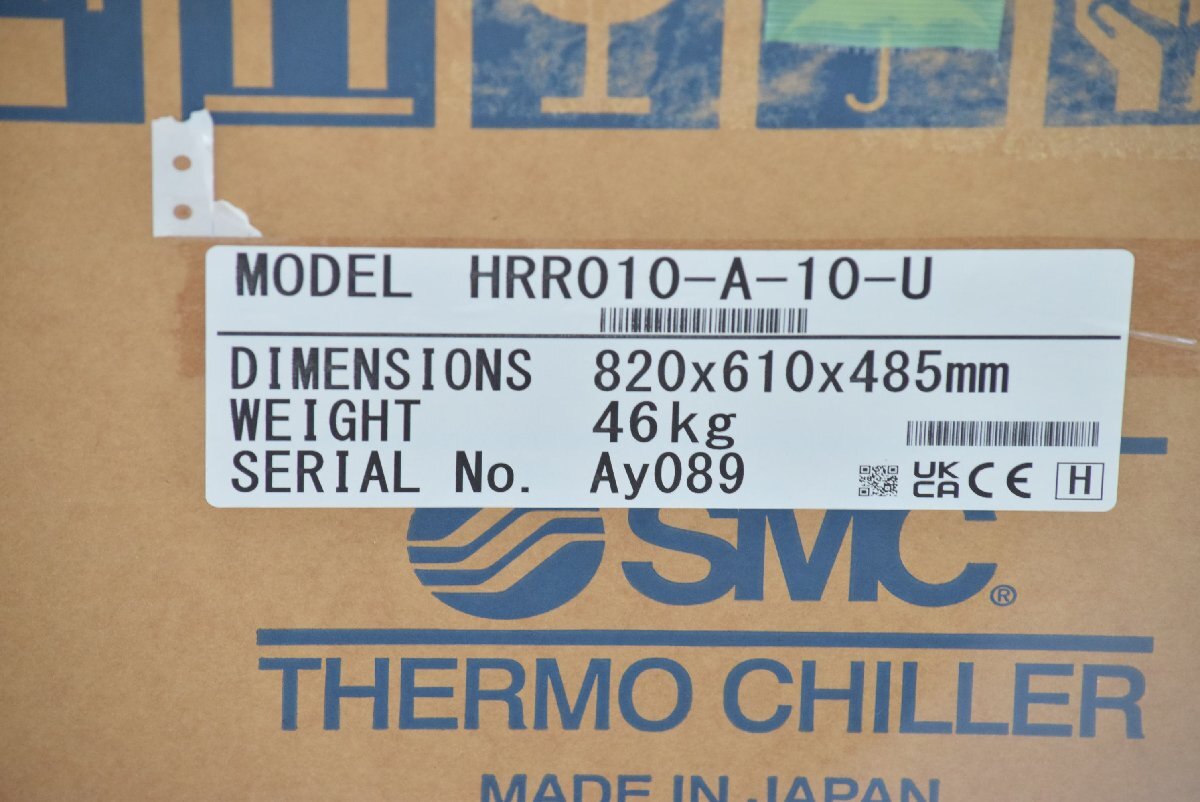 MODEL HRR010-A-10-U
DIMENSIONS 820x610x485mm
WEIGHT 46kg
SERIAL No. Ay089
UK CA CE H
SMC®
THERMO CHILLER
MADE IN JAPAN